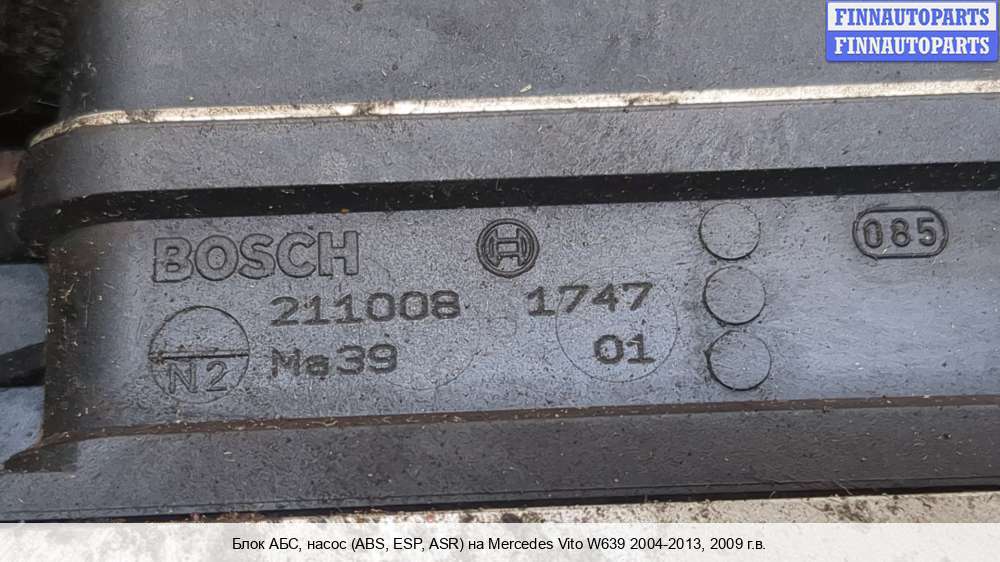 FINNAUTOPARTS
FINNAUTOPARTS
BOSCH
085
211008 1747
N2 Ma39 01
Блок АБС, насос (ABS, ESP, ASR) на Mercedes Vito W639 2004-2013, 2009 г.в.